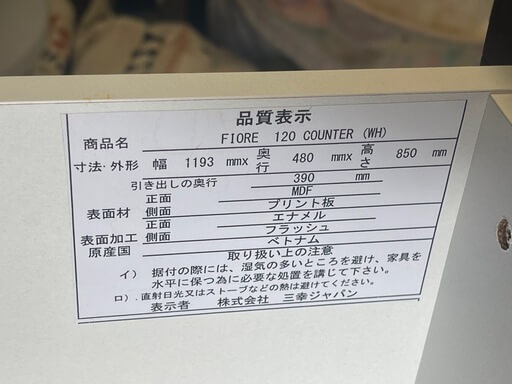 品質表示
商品名 FIORE 120 COUNTER (WH)
寸法・外形 幅 1193 mmx 奥行 480 mmx 高さ 850 mm
引き出しの奥行 390 mm
表面材 正面 MDF
側面 プリント板
表面加工 正面 エナメル
側面 フラッシュ
原産国 ベトナム
取り扱い上の注意
イ) 据付の際には、湿気の多いところを避け、家具を
水平に保つ為に必要な処置を講じて下さい。
ロ).直射日光又はストーブなどの熱は避けてください。
表示者 株式会社 三幸ジャパン